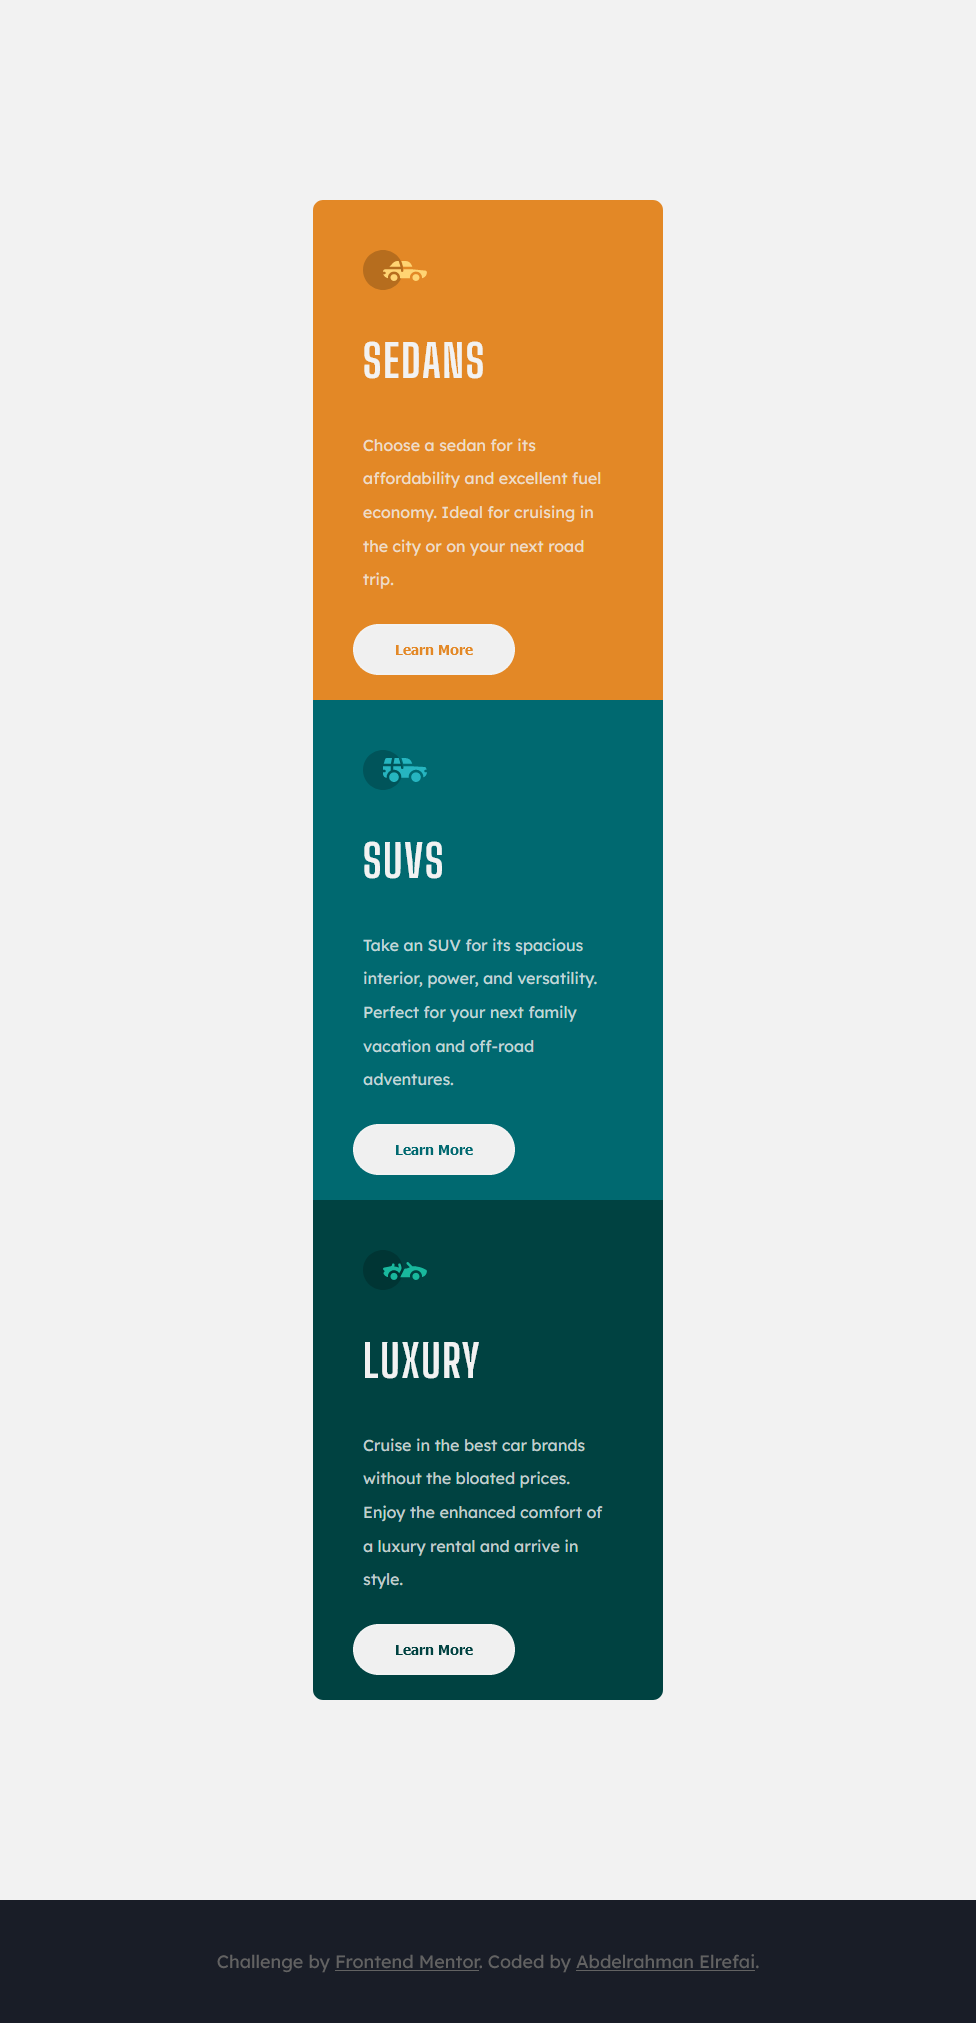 SEDANS
Choose a sedan for its
affordability and excellent fuel
economy. Ideal for cruising in
the city or on your next road
trip.
Learn More
SUVS
Take an SUV for its spacious
interior, power, and versatility.
Perfect for your next family
vacation and off-road
adventures.
Learn More
LUXURY
Cruise in the best car brands
without the bloated prices.
Enjoy the enhanced comfort of
a luxury rental and arrive in
style.
Learn More
Challenge by Frontend Mentor. Coded by Abdelrahman Elrefai.